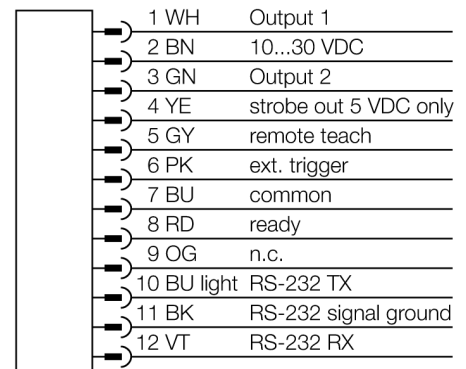 1 WH Output 1
2 BN 10...30 VDC
3 GN Output 2
4 YE strobe out 5 VDC only
5 GY remote teach
6 PK ext. trigger
7 BU common
8 RD ready
9 OG n.c.
10 BU light RS-232 TX
11 BK RS-232 signal ground
12 VT RS-232 RX